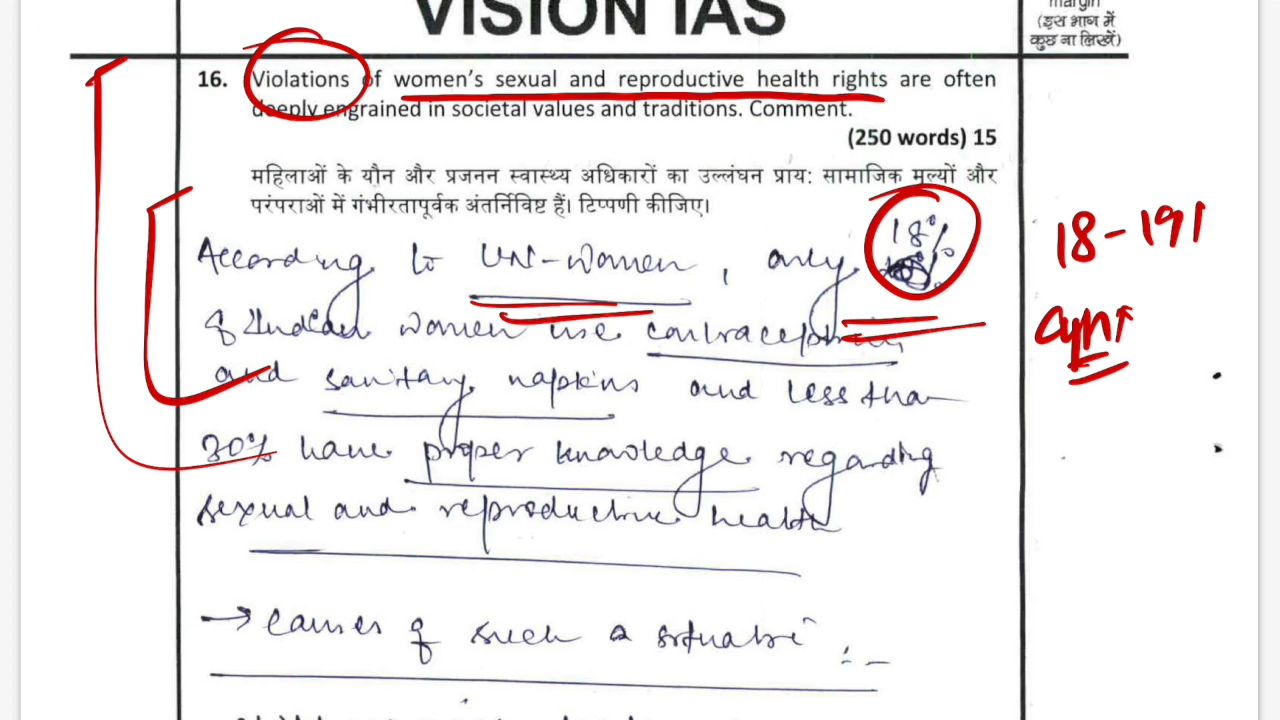 VISION IAS
margin
(इस भाग में
कुछ ना लिखें)
16. Violations of women's sexual and reproductive health rights are often
deeply engrained in societal values and traditions. Comment.
(250 words) 15
महिलाओं के यौन और प्रजनन स्वास्थ्य अधिकारों का उल्लंघन प्राय: सामाजिक मूल्यों और
परंपराओं में गंभीरतापूर्वक अंतर्निविष्ट हैं। टिप्पणी कीजिए।
18%
According to UN-Women, only
of Indian women use contraceptives
and sanitary napkins and less than
30% have proper knowledge regarding
sexual and reproductive health
→ Causes of such a situation :-
18-19